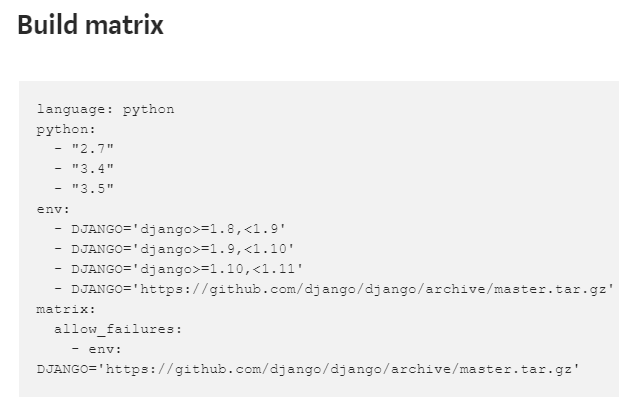 Build matrix
language: python
python:
  - "2.7"
  - "3.4"
  - "3.5"
env:
  - DJANGO='django>=1.8,<1.9'
  - DJANGO='django>=1.9,<1.10'
  - DJANGO='django>=1.10,<1.11'
  - DJANGO='https://github.com/django/django/archive/master.tar.gz'
matrix:
  allow_failures:
    - env:
DJANGO='https://github.com/django/django/archive/master.tar.gz'